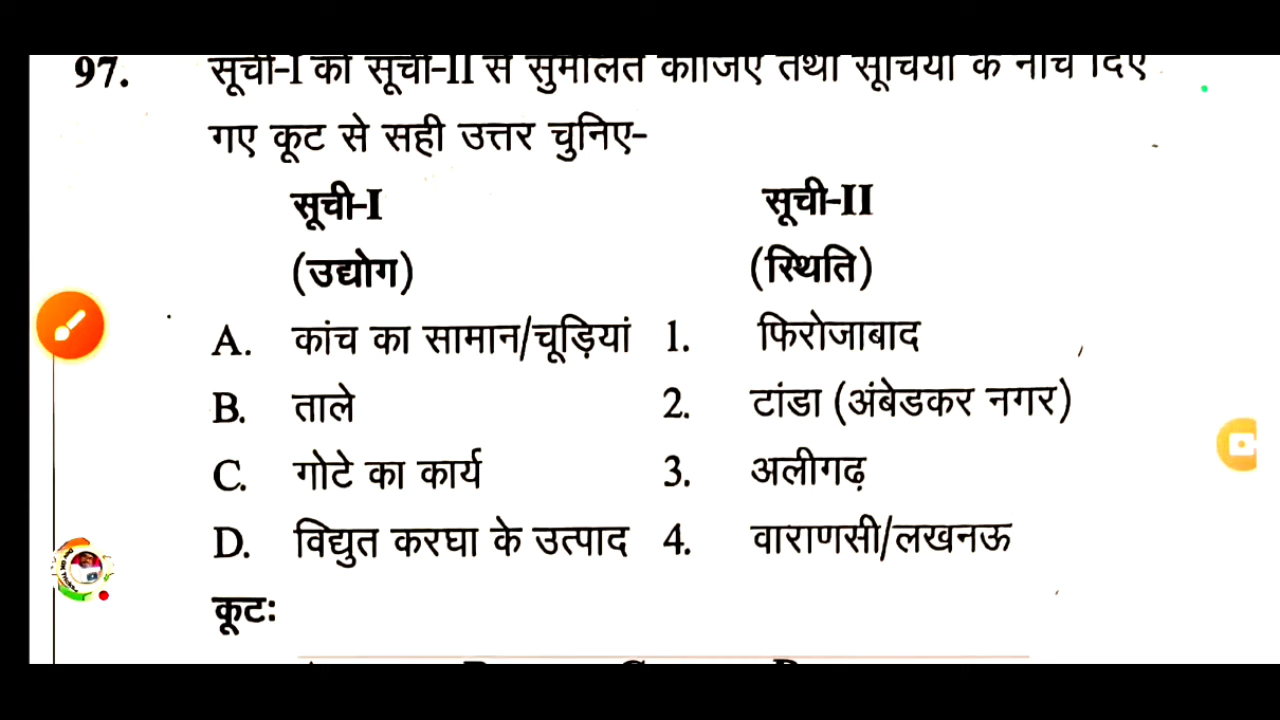 97. सूची-I को सूची-II से सुमेलित कीजिए तथा सूचियों के नीचे दिए
गए कूट से सही उत्तर चुनिए-
सूची-I सूची-II
(उद्योग) (स्थिति)
A. कांच का सामान/चूड़ियां 1. फिरोजाबाद
B. ताले 2. टांडा (अंबेडकर नगर)
C. गोटे का कार्य 3. अलीगढ़
D. विद्युत करघा के उत्पाद 4. वाराणसी/लखनऊ
कूटः